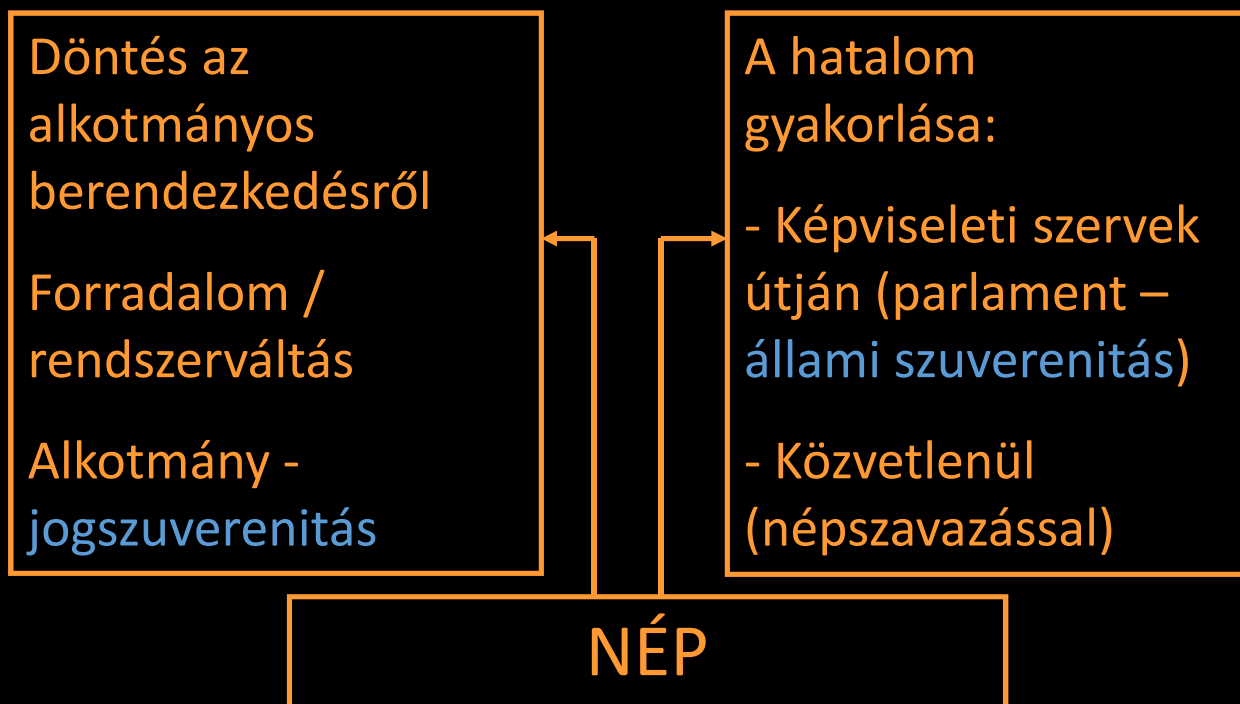 Döntés az
alkotmányos
berendezkedésről
Forradalom /
rendszerváltás
Alkotmány -
jogszuverenitás
A hatalom
gyakorlása:
- Képviseleti szervek
útján (parlament –
állami szuverenitás)
- Közvetlenül
(népszavazással)
NÉP